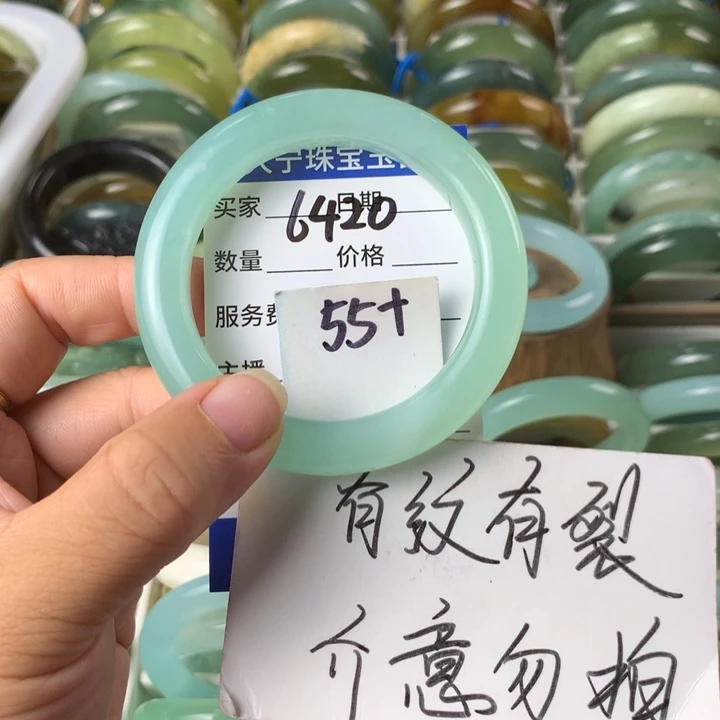 宁珠宝玉
买家 6420 日期
数量 价格
服务费
55+
主播
有纹有裂
介意勿拍